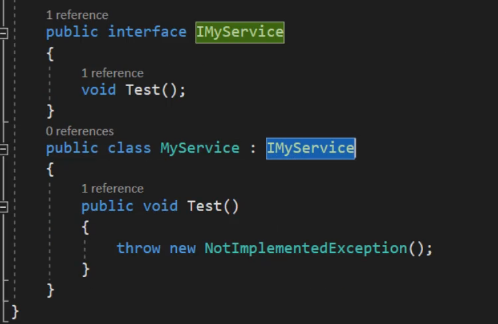 1 reference
public interface IMyService
{
1 reference
void Test();
}
0 references
public class MyService : IMyService
{
1 reference
public void Test()
{
throw new NotImplementedException();
}
}
}